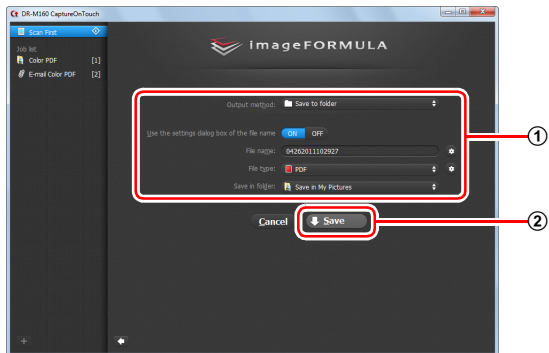 DR-M160 CaptureOnTouch
Scan First
Job list
Color PDF [1]
E-mail Color PDF [2]
imageFORMULA
Output method: Save to folder
Use the settings dialog box of the file name ON OFF
File name: 04262011102927
File type: PDF
Save in folder: Save in My Pictures
Cancel Save
1
2